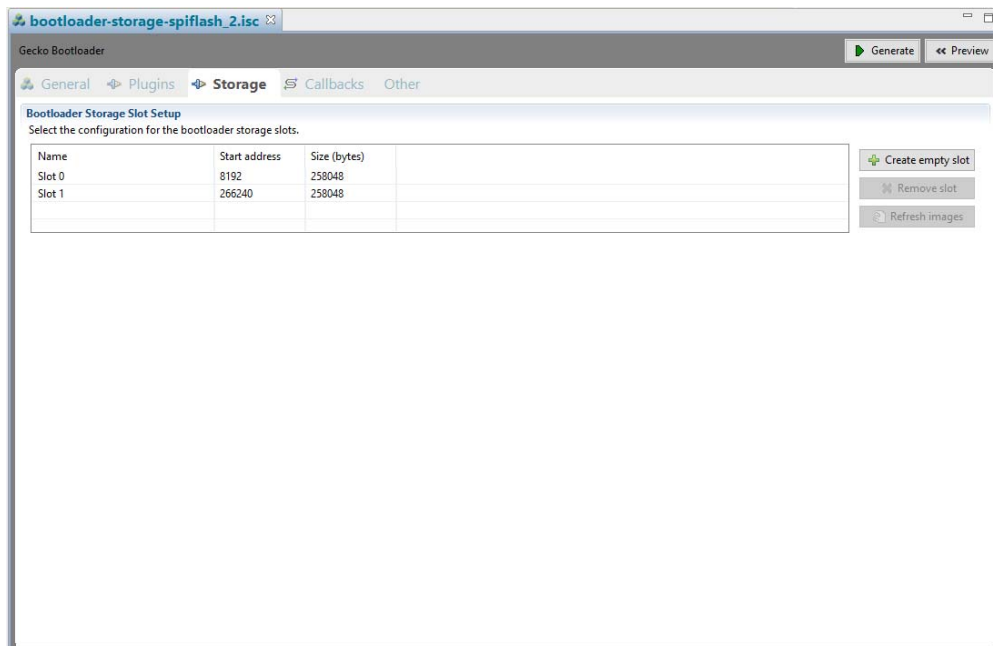 bootloader-storage-spiflash_2.isc
Gecko Bootloader
Generate
Preview
General Plugins Storage Callbacks Other
Bootloader Storage Slot Setup
Select the configuration for the bootloader storage slots.
Name Start address Size (bytes)
Slot 0 8192 258048
Slot 1 266240 258048
Create empty slot
Remove slot
Refresh images